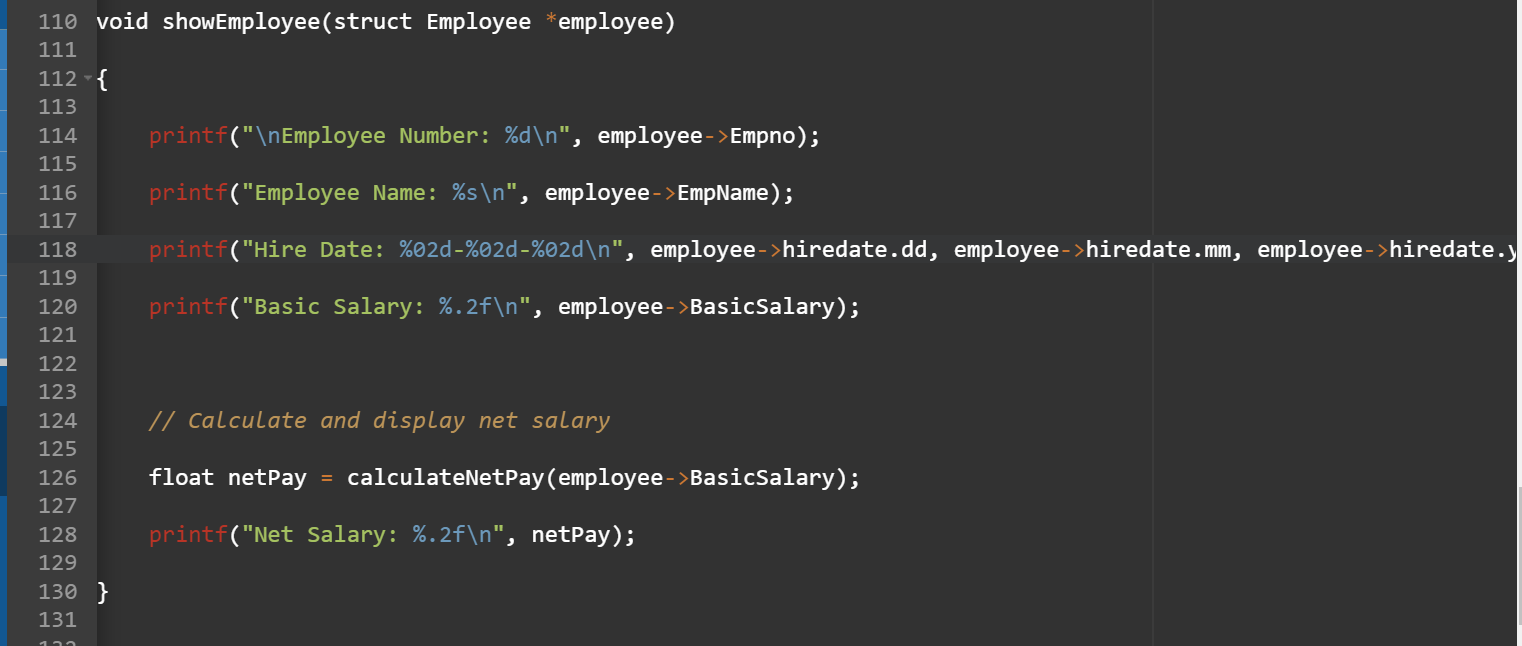 110 void showEmployee(struct Employee *employee)
111
112 {
113
114 printf("\nEmployee Number: %d\n", employee->Empno);
115
116 printf("Employee Name: %s\n", employee->EmpName);
117
118 printf("Hire Date: %02d-%02d-%02d\n", employee->hiredate.dd, employee->hiredate.mm, employee->hiredate.y
119
120 printf("Basic Salary: %.2f\n", employee->BasicSalary);
121
122
123
124 // Calculate and display net salary
125
126 float netPay = calculateNetPay(employee->BasicSalary);
127
128 printf("Net Salary: %.2f\n", netPay);
129
130 }
131